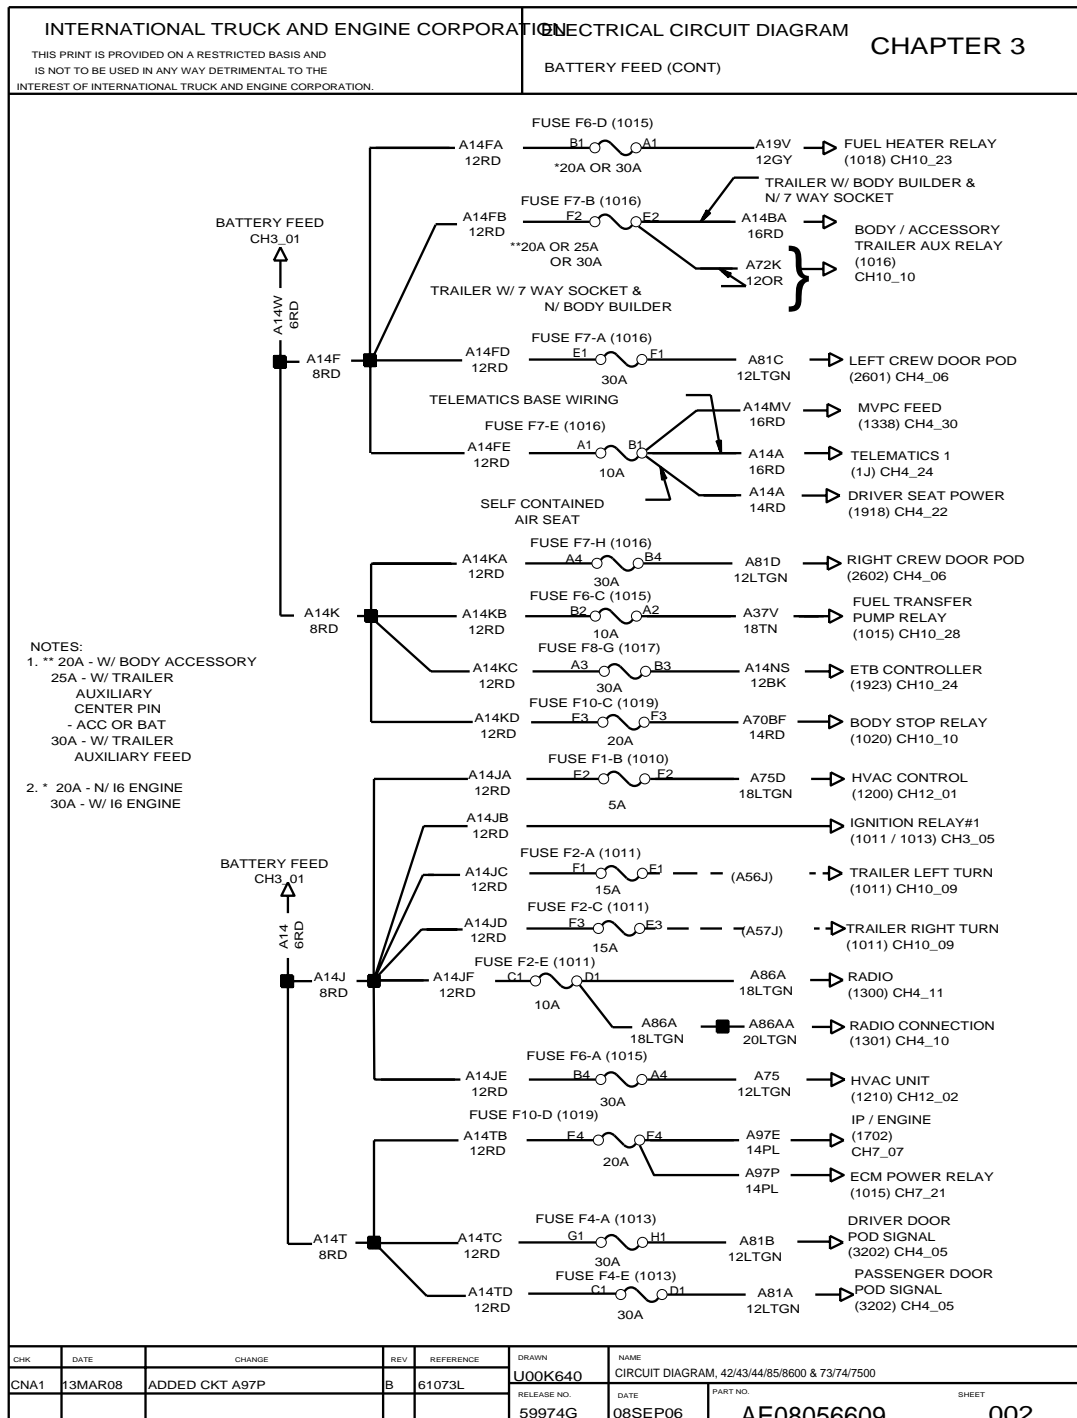 INTERNATIONAL TRUCK AND ENGINE CORPORATION
THIS PRINT IS PROVIDED ON A RESTRICTED BASIS AND
IS NOT TO BE USED IN ANY WAY DETRIMENTAL TO THE
INTEREST OF INTERNATIONAL TRUCK AND ENGINE CORPORATION.
ELECTRICAL CIRCUIT DIAGRAM
BATTERY FEED (CONT)
CHAPTER 3
BATTERY FEED
CH3_01
A14W
6RD
A14F
8RD
FUSE F6-D (1015)
A14FA
12RD
B1
A1
*20A OR 30A
A19V
12GY
FUEL HEATER RELAY
(1018) CH10_23
TRAILER W/ BODY BUILDER &
N/ 7 WAY SOCKET
FUSE F7-B (1016)
A14FB
12RD
F2
E2
**20A OR 25A
OR 30A
A14BA
16RD
A72K
12OR
BODY / ACCESSORY
TRAILER AUX RELAY
(1016)
CH10_10
TRAILER W/ 7 WAY SOCKET &
N/ BODY BUILDER
FUSE F7-A (1016)
A14FD
12RD
E1
F1
30A
A81C
12LTGN
LEFT CREW DOOR POD
(2601) CH4_06
TELEMATICS BASE WIRING
FUSE F7-E (1016)
A14FE
12RD
A1
B1
10A
A14MV
16RD
MVPC FEED
(1338) CH4_30
A14A
16RD
TELEMATICS 1
(1J) CH4_24
A14A
14RD
DRIVER SEAT POWER
(1918) CH4_22
SELF CONTAINED
AIR SEAT
A14K
8RD
FUSE F7-H (1016)
A14KA
12RD
A4
B4
30A
A81D
12LTGN
RIGHT CREW DOOR POD
(2602) CH4_06
FUSE F6-C (1015)
A14KB
12RD
B2
A2
10A
A37V
18TN
FUEL TRANSFER
PUMP RELAY
(1015) CH10_28
FUSE F8-G (1017)
A14KC
12RD
A3
B3
30A
A14NS
12BK
ETB CONTROLLER
(1923) CH10_24
FUSE F10-C (1019)
A14KD
12RD
E3
F3
20A
A70BF
14RD
BODY STOP RELAY
(1020) CH10_10
NOTES:
1. ** 20A - W/ BODY ACCESSORY
25A - W/ TRAILER
AUXILIARY
CENTER PIN
- ACC OR BAT
30A - W/ TRAILER
AUXILIARY FEED
2. * 20A - N/ I6 ENGINE
30A - W/ I6 ENGINE
BATTERY FEED
CH3_01
A14
6RD
A14J
8RD
FUSE F1-B (1010)
A14JA
12RD
E2
F2
5A
A75D
18LTGN
HVAC CONTROL
(1200) CH12_01
A14JB
12RD
IGNITION RELAY#1
(1011 / 1013) CH3_05
FUSE F2-A (1011)
A14JC
12RD
F1
E1
15A
(A56J)
TRAILER LEFT TURN
(1011) CH10_09
FUSE F2-C (1011)
A14JD
12RD
F3
E3
15A
(A57J)
TRAILER RIGHT TURN
(1011) CH10_09
FUSE F2-E (1011)
A14JF
12RD
C1
D1
10A
A86A
18LTGN
RADIO
(1300) CH4_11
A86A
18LTGN
A86AA
20LTGN
RADIO CONNECTION
(1301) CH4_10
FUSE F6-A (1015)
A14JE
12RD
B4
A4
30A
A75
12LTGN
HVAC UNIT
(1210) CH12_02
A14T
8RD
FUSE F10-D (1019)
A14TB
12RD
E4
F4
20A
A97E
14PL
IP / ENGINE
(1702)
CH7_07
A97P
14PL
ECM POWER RELAY
(1015) CH7_21
FUSE F4-A (1013)
A14TC
12RD
G1
H1
30A
A81B
12LTGN
DRIVER DOOR
POD SIGNAL
(3202) CH4_05
FUSE F4-E (1013)
A14TD
12RD
C1
D1
30A
A81A
12LTGN
PASSENGER DOOR
POD SIGNAL
(3202) CH4_05
CHK DATE CHANGE REV REFERENCE
CNA1 13MAR08 ADDED CKT A97P B 61073L
DRAWN
U00K640
NAME
CIRCUIT DIAGRAM, 42/43/44/85/8600 & 73/74/7500
RELEASE NO.
59974G
DATE
08SEP06
PART NO.
AE08056609
SHEET
002